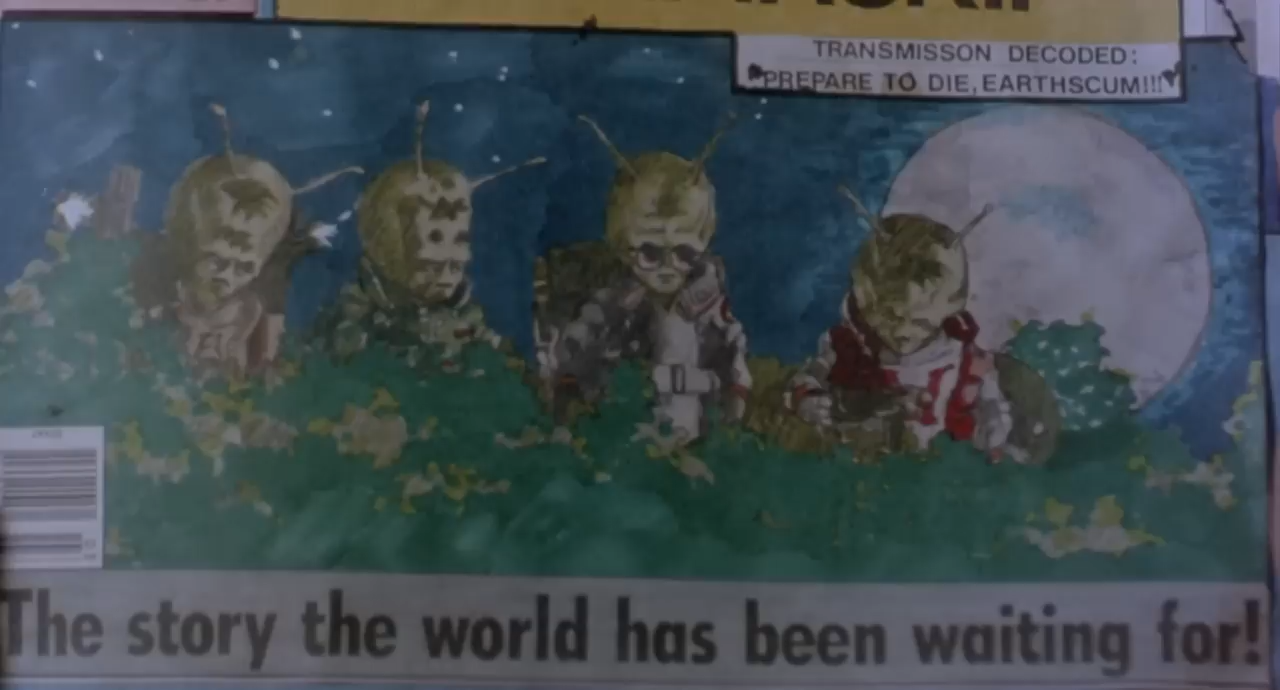 TRANSMISSON DECODED:
PREPARE TO DIE, EARTHSCUM!!!
The story the world has been waiting for!